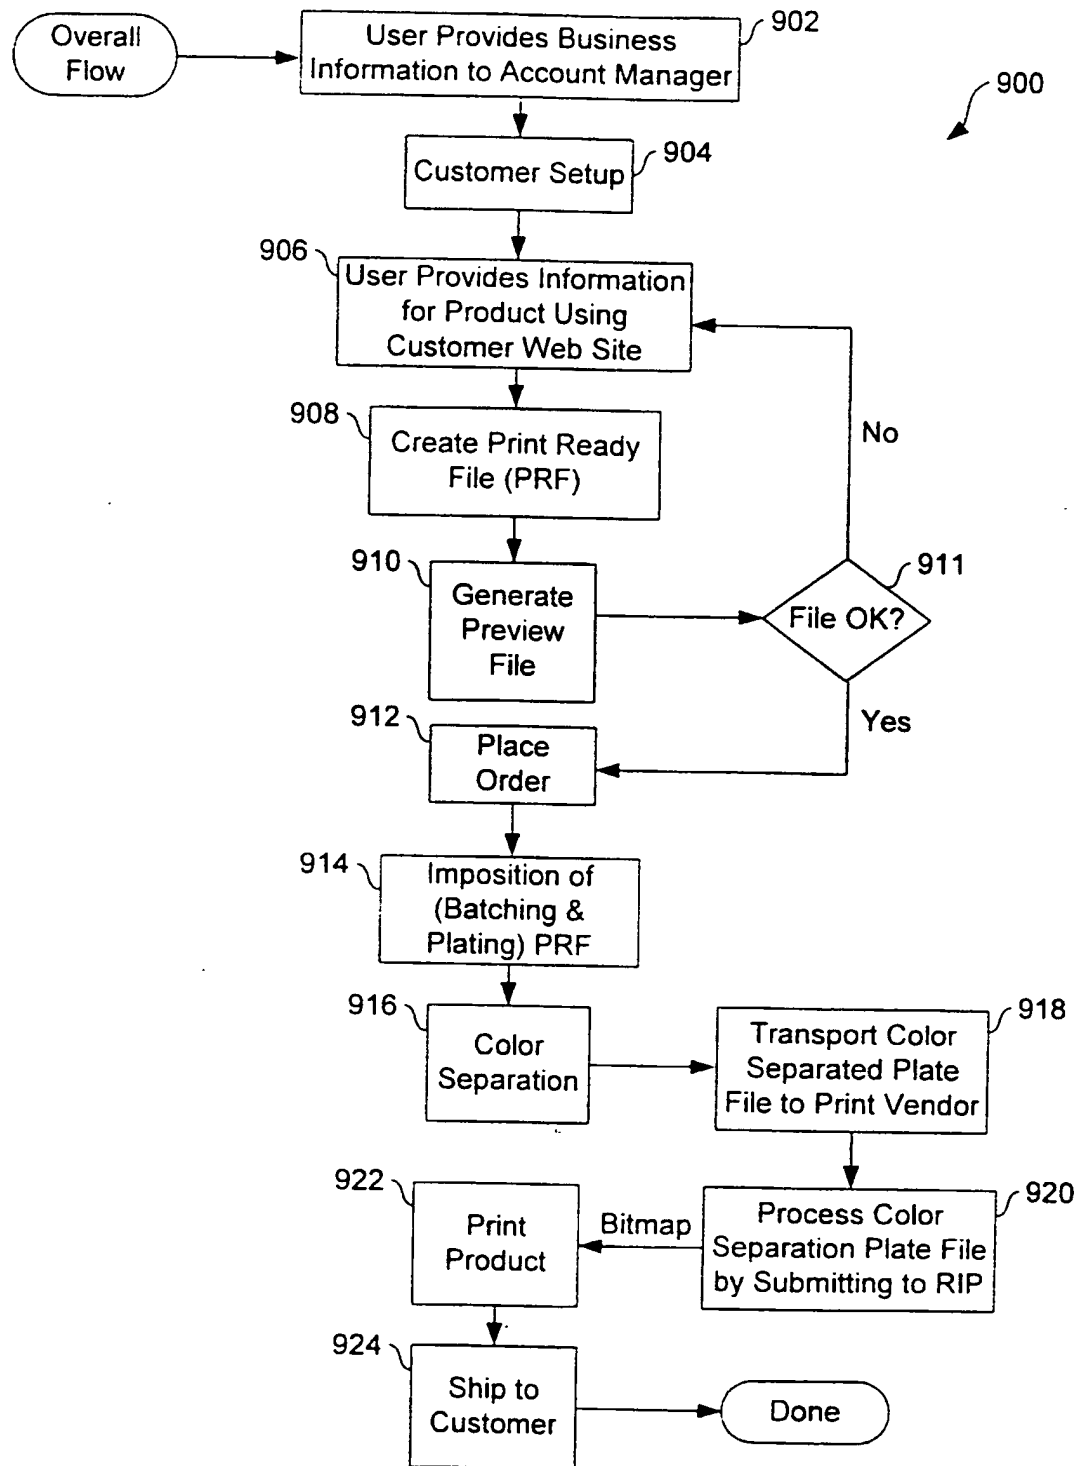 Overall
Flow
User Provides Business
Information to Account Manager
902
900
Customer Setup
904
906
User Provides Information
for Product Using
Customer Web Site
908
Create Print Ready
File (PRF)
No
910
Generate
Preview
File
911
File OK?
912
Place
Order
Yes
914
Imposition of
(Batching &
Plating) PRF
916
Color
Separation
918
Transport Color
Separated Plate
File to Print Vendor
922
Print
Product
Bitmap
920
Process Color
Separation Plate File
by Submitting to RIP
924
Ship to
Customer
Done